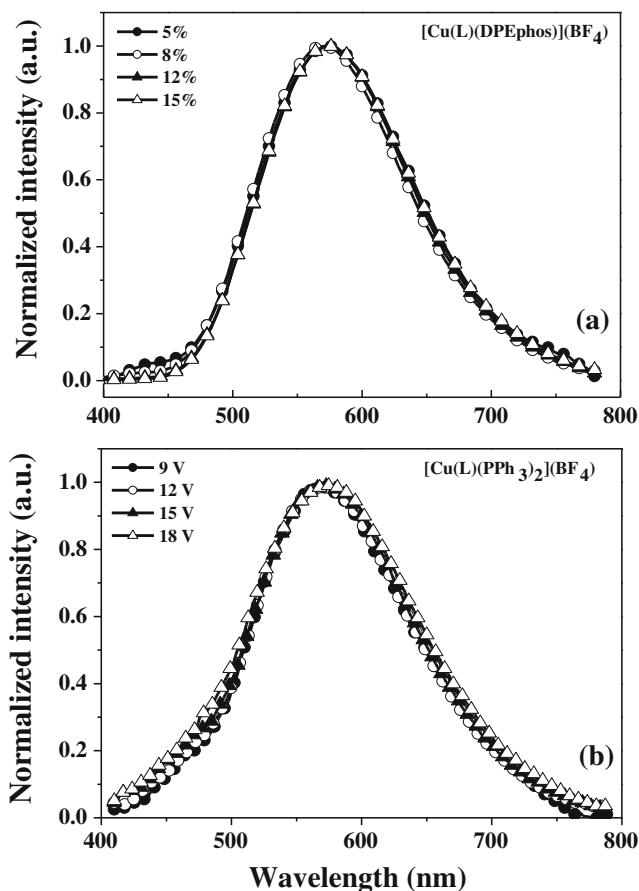 5%
8%
12%
15%
[Cu(L)(DPEphos)](BF4)
Normalized intensity (a.u.)
1.0
0.8
0.6
0.4
0.2
0.0
(a)
400 500 600 700 800
9 V
12 V
15 V
18 V
[Cu(L)(PPh3)2](BF4)
Normalized intensity (a.u.)
1.0
0.8
0.6
0.4
0.2
0.0
(b)
400 500 600 700 800
Wavelength (nm)